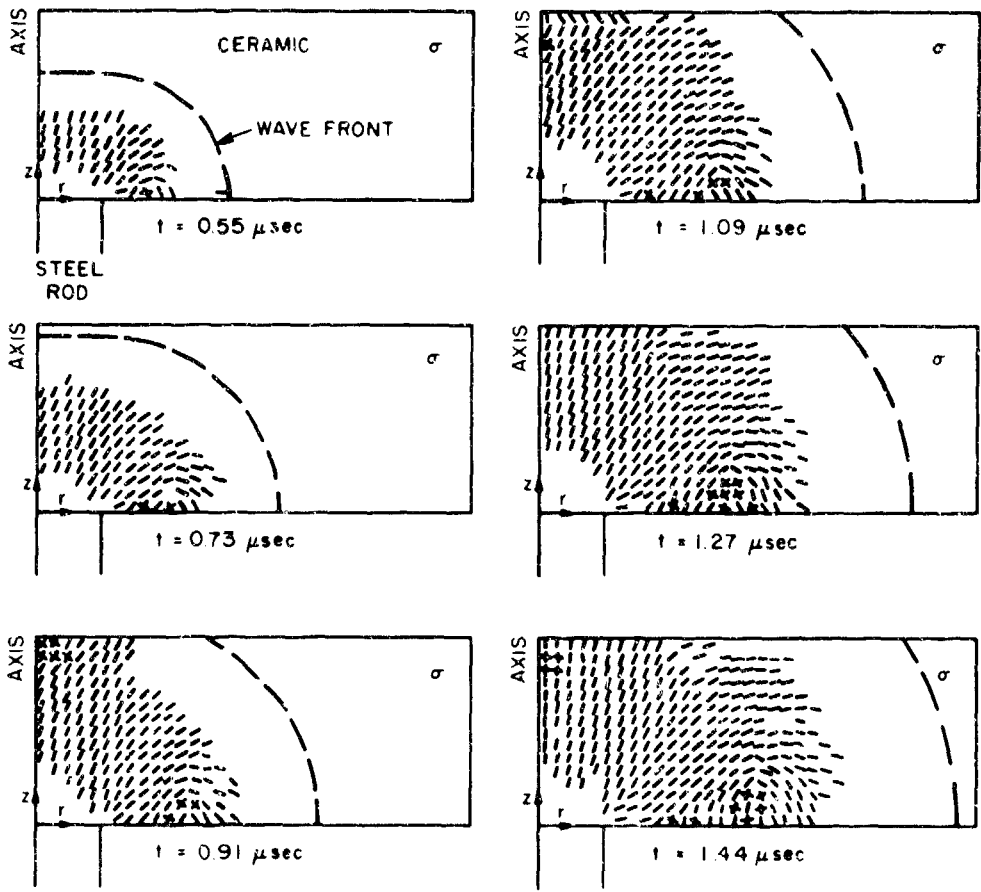 AXIS
CERAMIC
σ
WAVE FRONT
z
r
t = 0.55 μsec
STEEL
ROD
AXIS
σ
z
r
t = 0.73 μsec
AXIS
σ
z
r
t = 0.91 μsec
AXIS
σ
z
r
t = 1.09 μsec
AXIS
σ
z
r
t = 1.27 μsec
AXIS
σ
z
r
t = 1.44 μsec